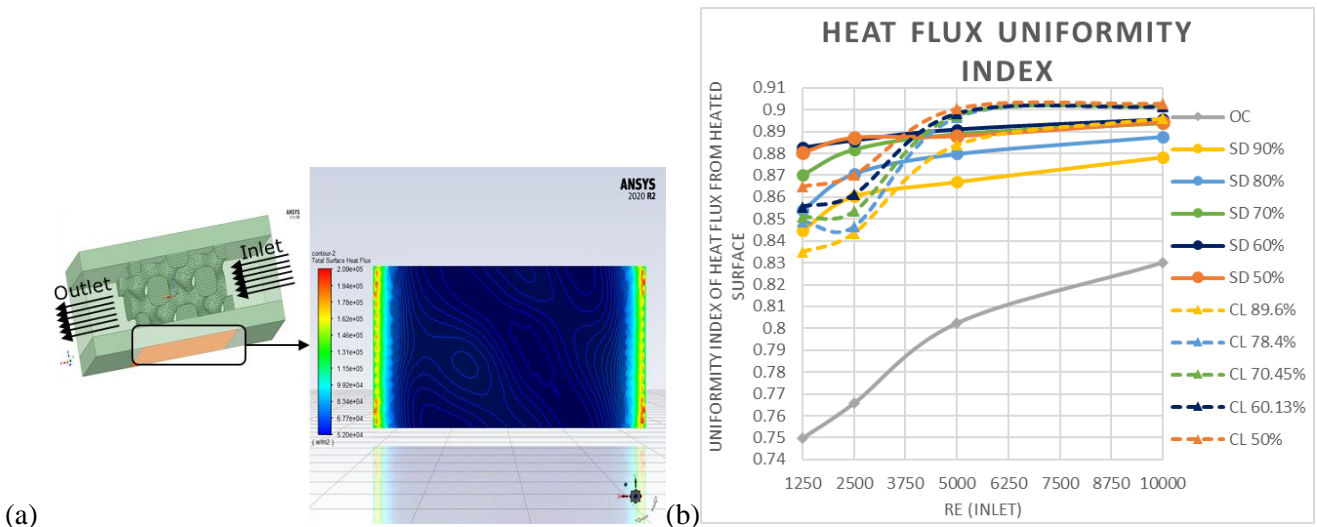 (a)
ANSYS
Inlet
Outlet
ANSYS
2020 R2
contour-2
Total Surface Heat Flux
2.09e+05
1.94e+05
1.78e+05
1.62e+05
1.46e+05
1.31e+05
1.15e+05
9.92e+04
8.34e+04
6.77e+04
5.20e+04
( w/m2 )
(b)
HEAT FLUX UNIFORMITY
INDEX
UNIFORMITY INDEX OF HEAT FLUX FROM HEATED
SURFACE
0.91
0.9
0.89
0.88
0.87
0.86
0.85
0.84
0.83
0.82
0.81
0.8
0.79
0.78
0.77
0.76
0.75
0.74
1250 2500 3750 5000 6250 7500 8750 10000
RE (INLET)
OC
SD 90%
SD 80%
SD 70%
SD 60%
SD 50%
CL 89.6%
CL 78.4%
CL 70.45%
CL 60.13%
CL 50%